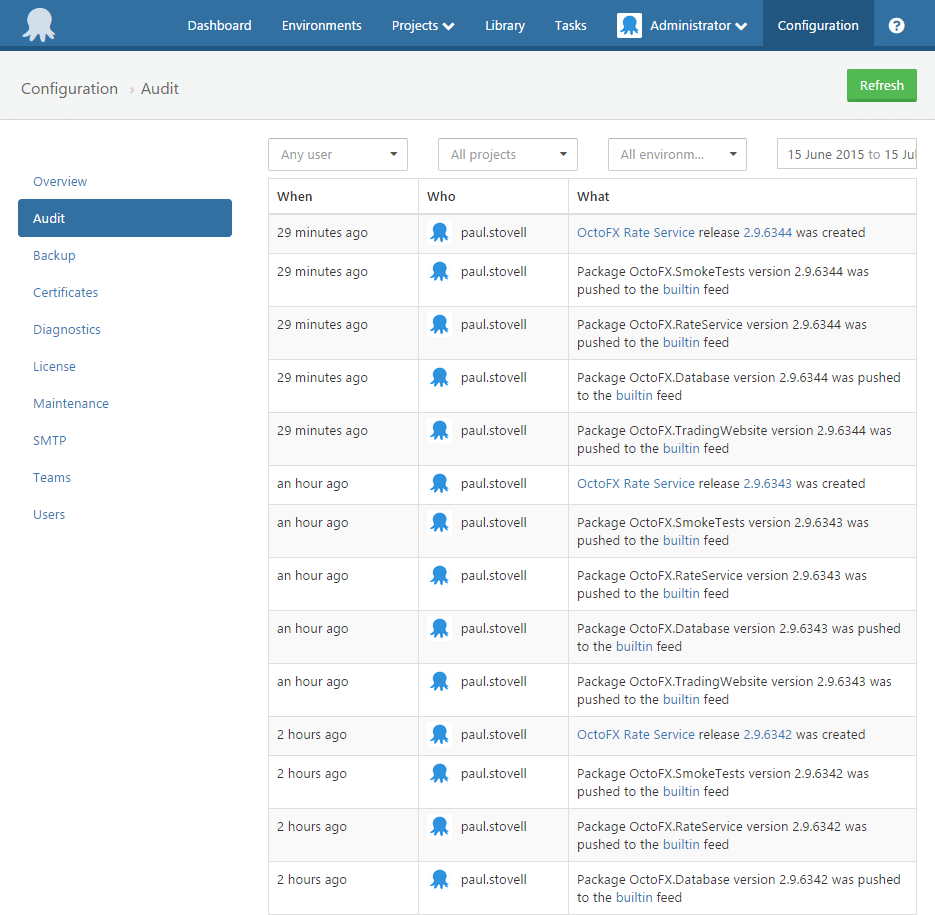 Dashboard Environments Projects Library Tasks Administrator Configuration ?
Configuration › Audit
Refresh
Any user All projects All environm... 15 June 2015 to 15 Jul
Overview
Audit
Backup
Certificates
Diagnostics
License
Maintenance
SMTP
Teams
Users
When Who What
29 minutes ago paul.stovell OctoFX Rate Service release 2.9.6344 was created
29 minutes ago paul.stovell Package OctoFX.SmokeTests version 2.9.6344 was
pushed to the builtin feed
29 minutes ago paul.stovell Package OctoFX.RateService version 2.9.6344 was
pushed to the builtin feed
29 minutes ago paul.stovell Package OctoFX.Database version 2.9.6344 was pushed
to the builtin feed
29 minutes ago paul.stovell Package OctoFX.TradingWebsite version 2.9.6344 was
pushed to the builtin feed
an hour ago paul.stovell OctoFX Rate Service release 2.9.6343 was created
an hour ago paul.stovell Package OctoFX.SmokeTests version 2.9.6343 was
pushed to the builtin feed
an hour ago paul.stovell Package OctoFX.RateService version 2.9.6343 was
pushed to the builtin feed
an hour ago paul.stovell Package OctoFX.Database version 2.9.6343 was pushed
to the builtin feed
an hour ago paul.stovell Package OctoFX.TradingWebsite version 2.9.6343 was
pushed to the builtin feed
2 hours ago paul.stovell OctoFX Rate Service release 2.9.6342 was created
2 hours ago paul.stovell Package OctoFX.SmokeTests version 2.9.6342 was
pushed to the builtin feed
2 hours ago paul.stovell Package OctoFX.RateService version 2.9.6342 was
pushed to the builtin feed
2 hours ago paul.stovell Package OctoFX.Database version 2.9.6342 was pushed
to the builtin feed